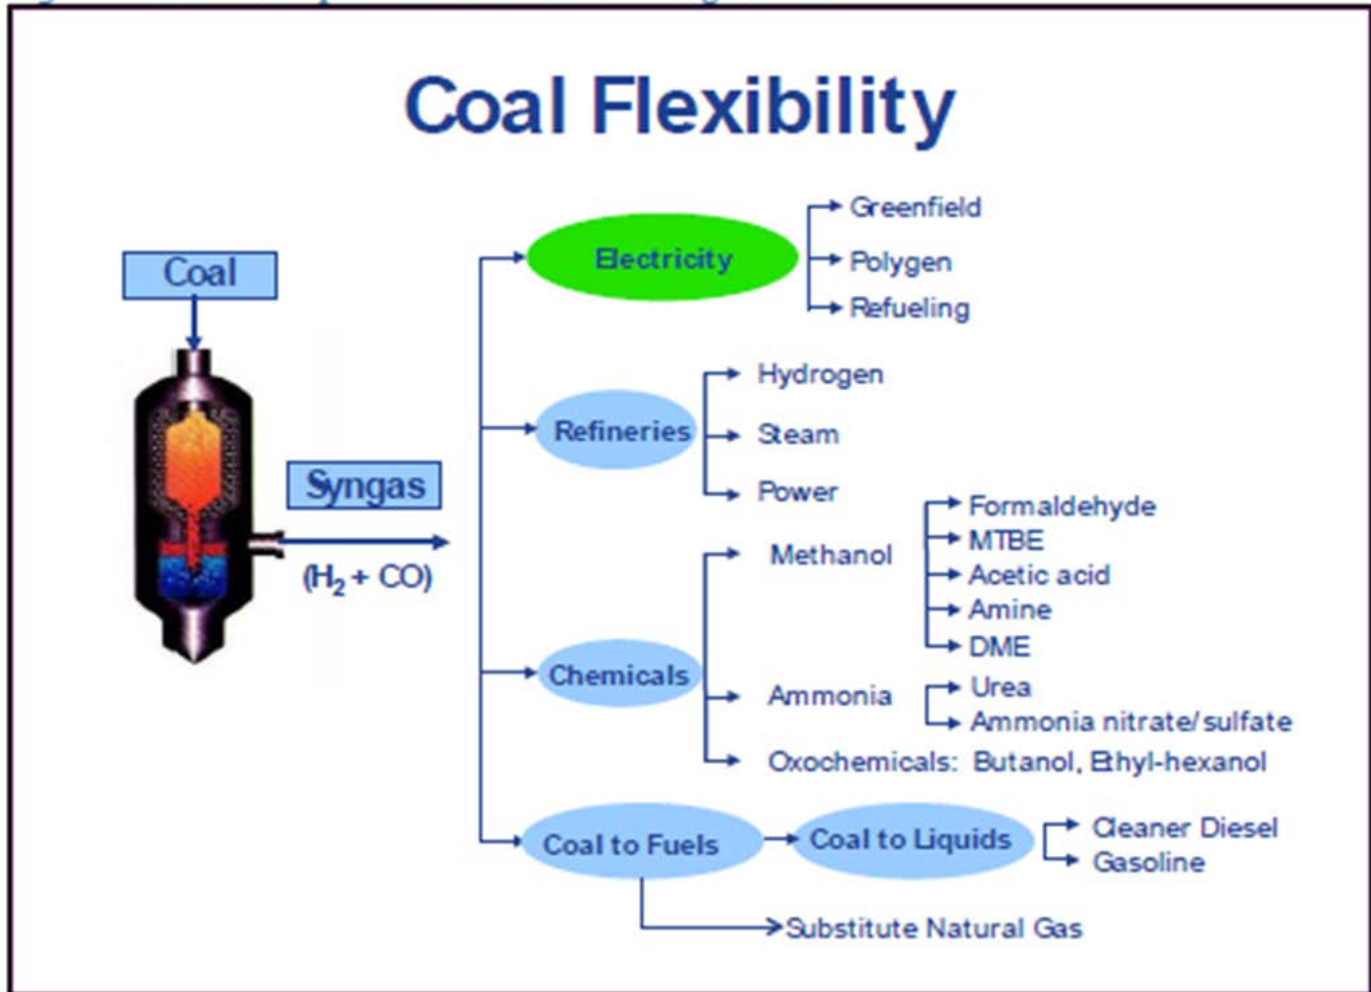 Coal Flexibility
Coal
Syngas
(H2 + CO)
Electricity
Greenfield
Polygen
Refueling
Refineries
Hydrogen
Steam
Power
Chemicals
Methanol
Formaldehyde
MTBE
Acetic acid
Amine
DME
Ammonia
Urea
Ammonia nitrate/sulfate
Oxochemicals: Butanol, Ethyl-hexanol
Coal to Fuels
Coal to Liquids
Cleaner Diesel
Gasoline
Substitute Natural Gas